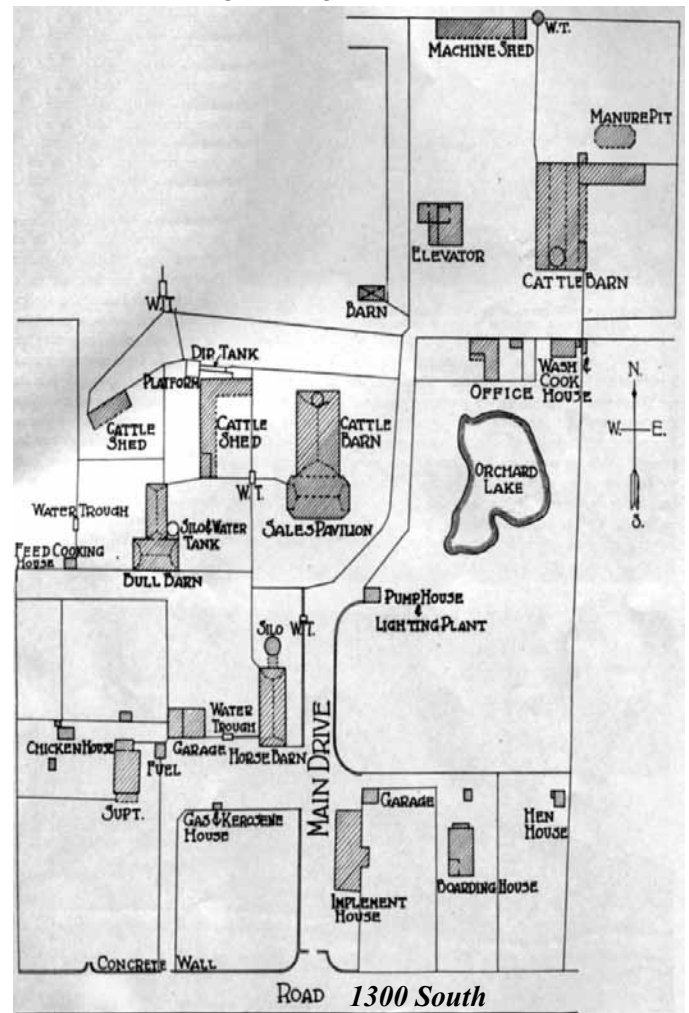 W.T.
MACHINE SHED
MANURE PIT
ELEVATOR
CATTLE BARN
W.T.
BARN
DIP TANK
PLATFORM
OFFICE
WASH &
COOK
HOUSE
N.
W. E.
S.
CATTLE
SHED
CATTLE
SHED
CATTLE
BARN
ORCHARD
LAKE
W.T.
WATER TROUGH
SILO & WATER
TANK
SALES PAVILION
FEED COOKING
HOUSE
BULL BARN
PUMP HOUSE
&
LIGHTING PLANT
SILO
W.T.
WATER
TROUGH
CHICKEN HOUSE
GARAGE
HORSE BARN
FUEL
MAIN DRIVE
SUPT.
GAS & KEROSENE
HOUSE
GARAGE
HEN
HOUSE
IMPLEMENT
HOUSE
BOARDING HOUSE
CONCRETE WALL
ROAD 1300 South